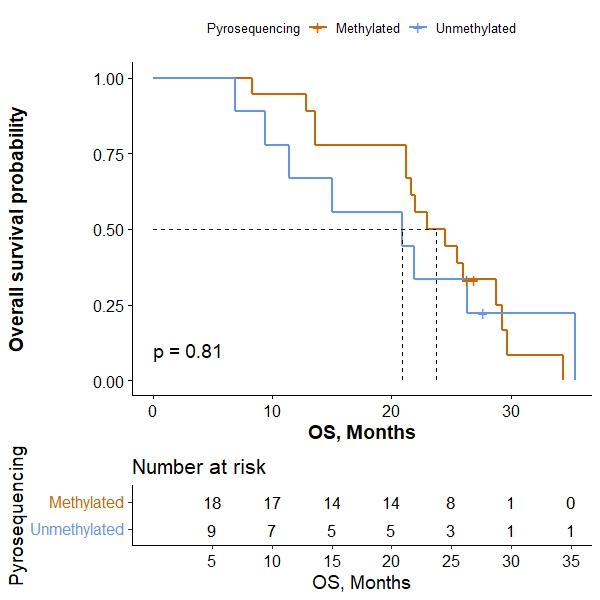 Pyrosequencing Methylated Unmethylated
Overall survival probability
1.00
0.75
0.50
0.25
0.00
p = 0.81
0 10 20 30
OS, Months
Number at risk
Pyrosequencing
Methylated 18 17 14 14 8 1 0
Unmethylated 9 7 5 5 3 1 1
5 10 15 20 25 30 35
OS, Months